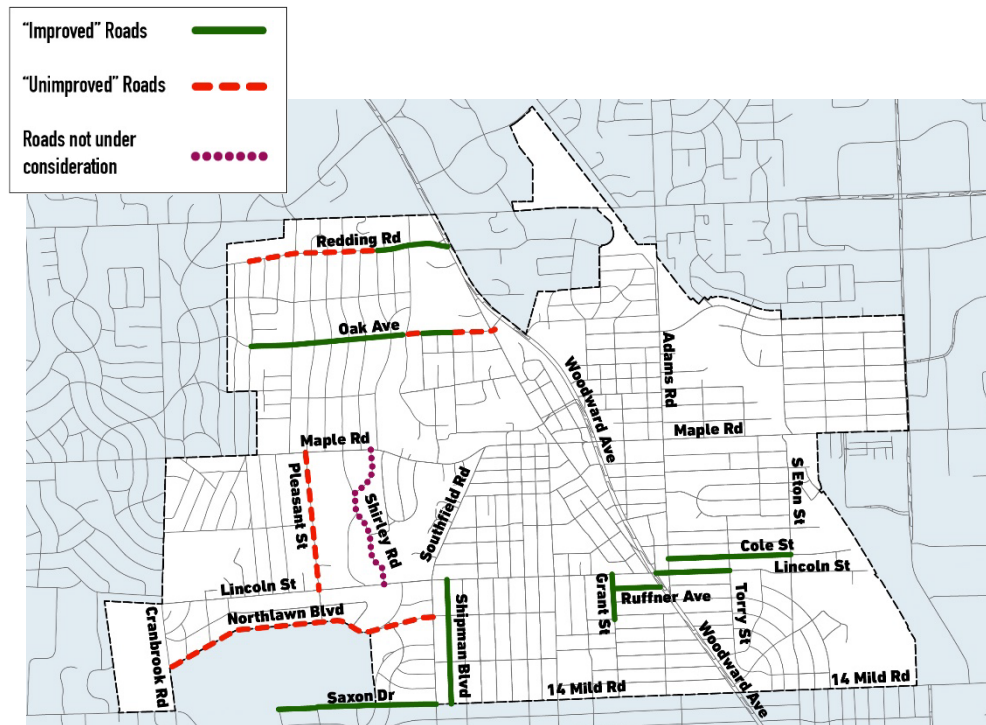 “Improved” Roads
“Unimproved” Roads
Roads not under
consideration
Redding Rd
Oak Ave
Woodward Ave
Adams Rd
Maple Rd
Maple Rd
Pleasant St
Shirley Rd
Southfield Rd
S Eton St
Cole St
Lincoln St
Lincoln St
Grant St
Ruffner Ave
Torry St
Northlawn Blvd
Cranbrook Rd
Shipman Blvd
Woodward Ave
Saxon Dr
14 Mild Rd
14 Mild Rd